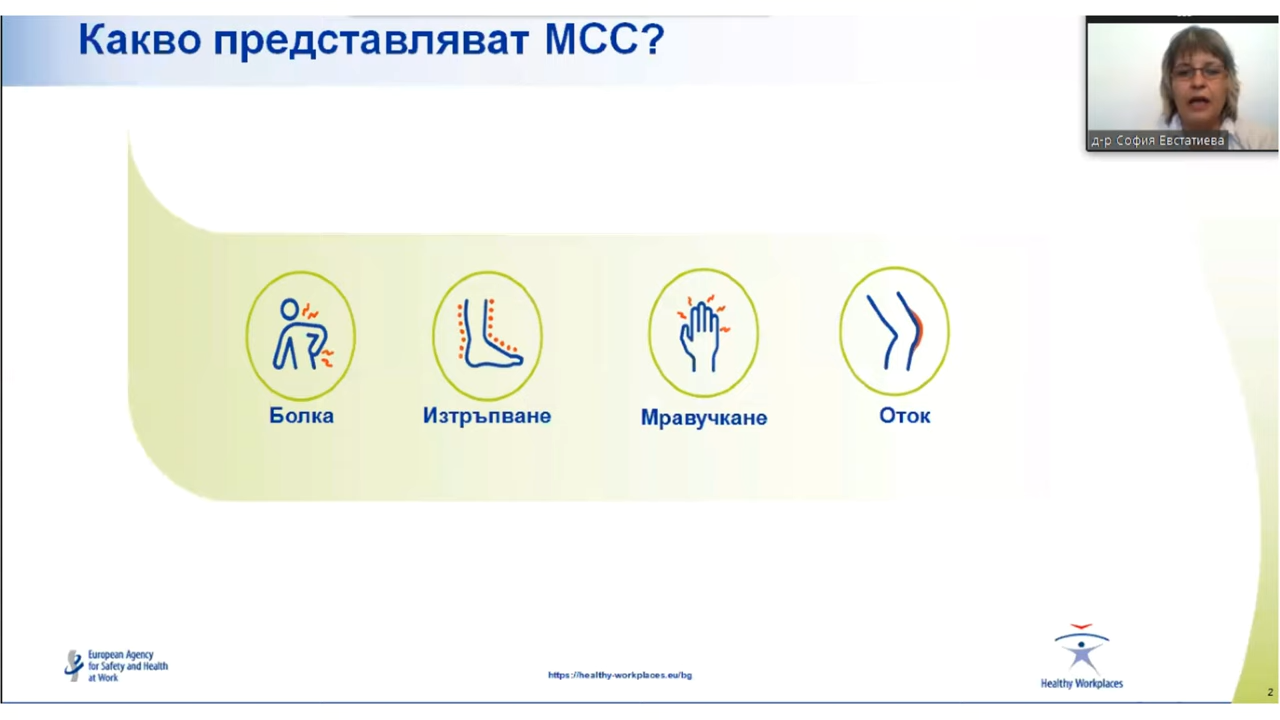 Какво представляват МСС?
д-р София Евстатиева
Болка
Изтръпване
Мравучкане
Оток
European Agency
for Safety and Health
at Work
https://healthy-workplaces.eu/bg
Healthy Workplaces
2